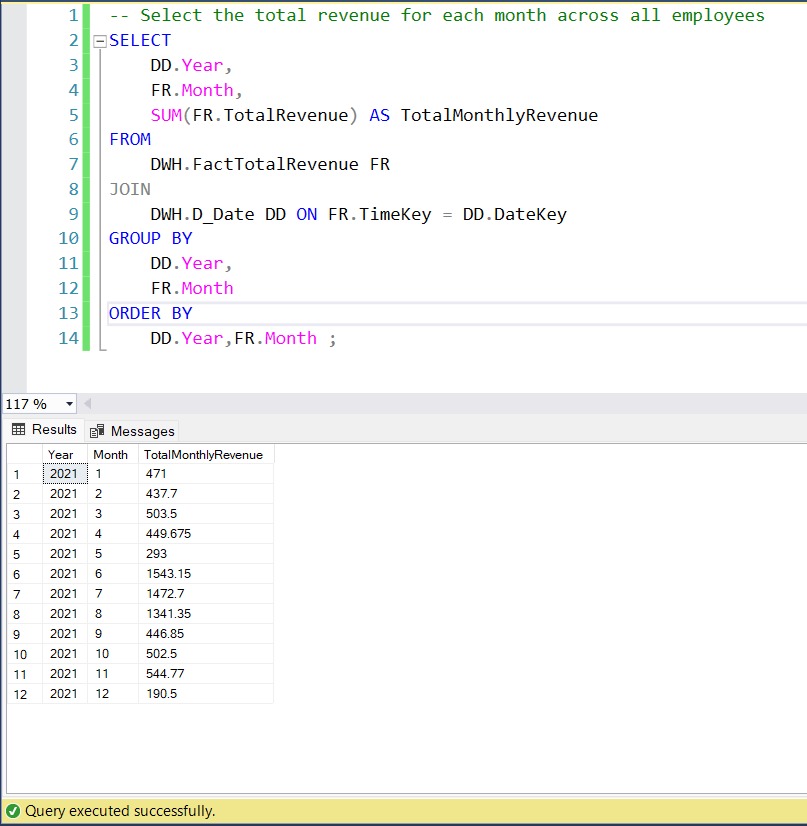 1 -- Select the total revenue for each month across all employees
2 SELECT
3 DD.Year,
4 FR.Month,
5 SUM(FR.TotalRevenue) AS TotalMonthlyRevenue
6 FROM
7 DWH.FactTotalRevenue FR
8 JOIN
9 DWH.D_Date DD ON FR.TimeKey = DD.DateKey
10 GROUP BY
11 DD.Year,
12 FR.Month
13 ORDER BY
14 DD.Year,FR.Month ;
117 %
Results Messages
Year Month TotalMonthlyRevenue
1 2021 1 471
2 2021 2 437.7
3 2021 3 503.5
4 2021 4 449.675
5 2021 5 293
6 2021 6 1543.15
7 2021 7 1472.7
8 2021 8 1341.35
9 2021 9 446.85
10 2021 10 502.5
11 2021 11 544.77
12 2021 12 190.5
Query executed successfully.